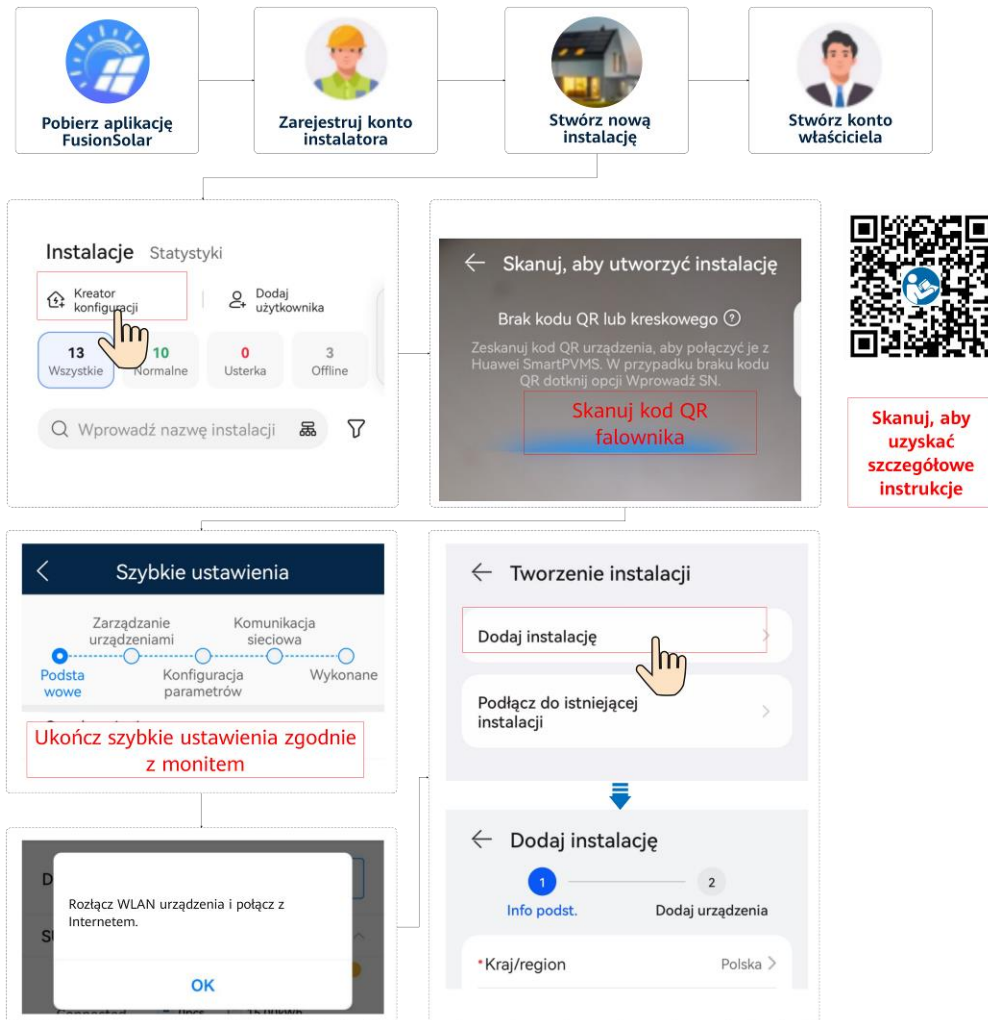 Pobierz aplikację
FusionSolar
Zarejestruj konto
instalatora
Stwórz nową
instalację
Stwórz konto
właściciela
Instalacje Statystyki
Kreator
konfiguracji
Dodaj
użytkownika
13
Wszystkie
10
Normalne
0
Usterka
3
Offline
Wprowadź nazwę instalacji
Skanuj, aby utworzyć instalację
Brak kodu QR lub kreskowego
Zeskanuj kod QR urządzenia, aby połączyć je z
Huawei SmartPVMS. W przypadku braku kodu
QR dotknij opcji Wprowadź SN.
Skanuj kod QR
falownika
Skanuj, aby
uzyskać
szczegółowe
instrukcje
Szybkie ustawienia
Zarządzanie
urządzeniami
Komunikacja
sieciowa
Podsta
wowe
Konfiguracja
parametrów
Wykonane
Ukończ szybkie ustawienia zgodnie
z monitem
Rozłącz WLAN urządzenia i połącz z
Internetem.
OK
Tworzenie instalacji
Dodaj instalację
Podłącz do istniejącej
instalacji
Dodaj instalację
1
2
Info podst.
Dodaj urządzenia
*Kraj/region Polska